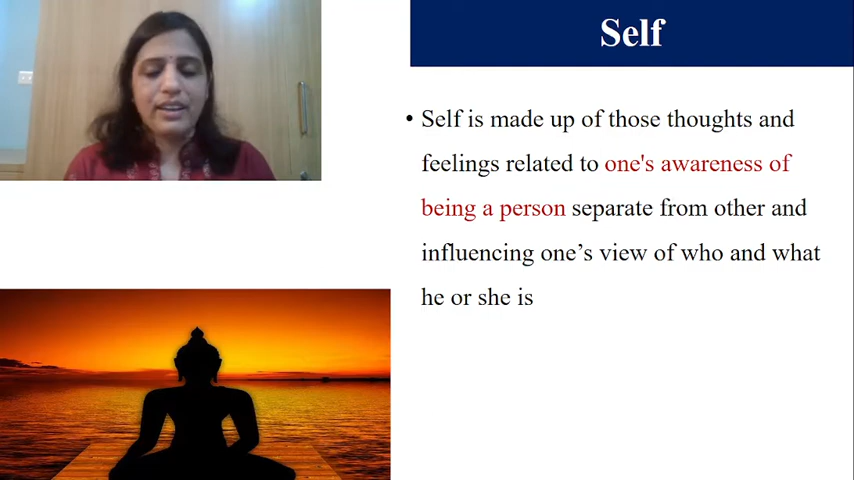 Self
• Self is made up of those thoughts and
feelings related to one's awareness of
being a person separate from other and
influencing one’s view of who and what
he or she is